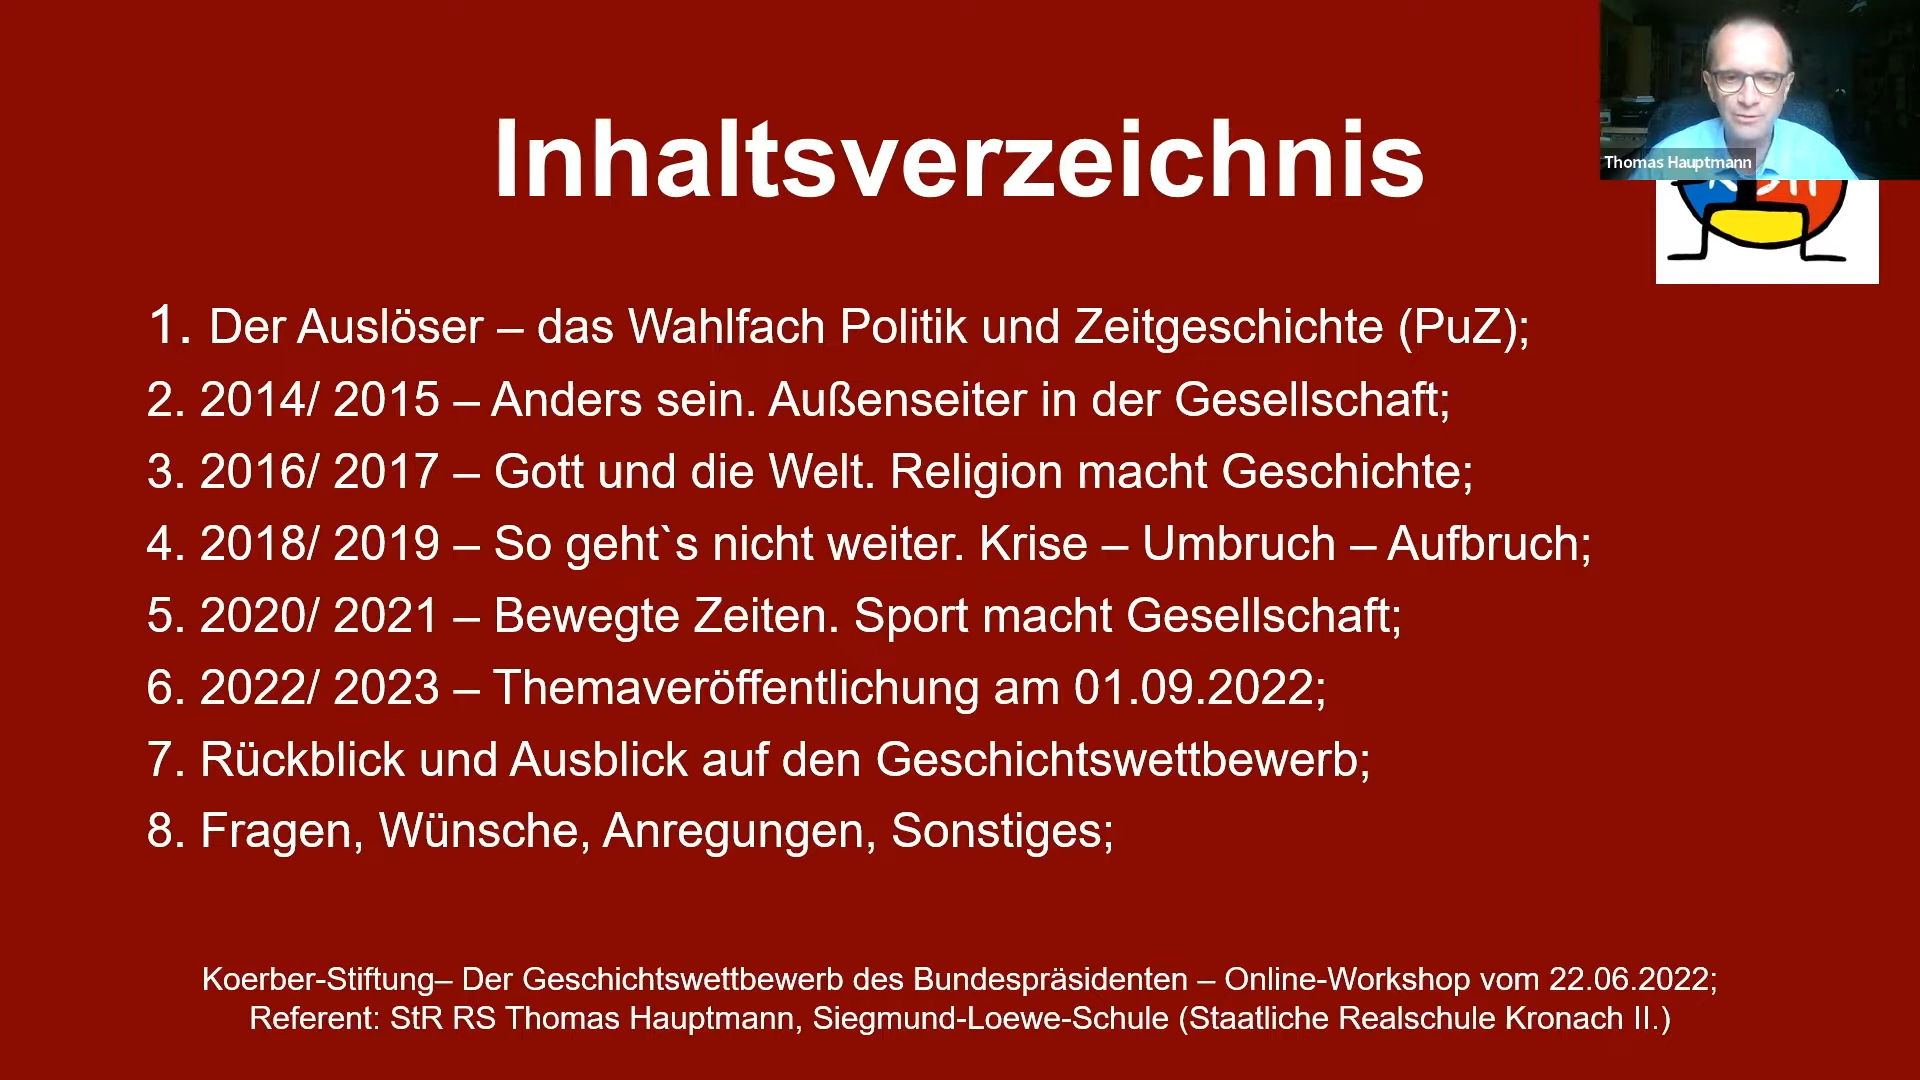 Inhaltsverzeichnis
Thomas Hauptmann
1. Der Auslöser – das Wahlfach Politik und Zeitgeschichte (PuZ);
2. 2014/ 2015 – Anders sein. Außenseiter in der Gesellschaft;
3. 2016/ 2017 – Gott und die Welt. Religion macht Geschichte;
4. 2018/ 2019 – So geht`s nicht weiter. Krise – Umbruch – Aufbruch;
5. 2020/ 2021 – Bewegte Zeiten. Sport macht Gesellschaft;
6. 2022/ 2023 – Themaveröffentlichung am 01.09.2022;
7. Rückblick und Ausblick auf den Geschichtswettbewerb;
8. Fragen, Wünsche, Anregungen, Sonstiges;
Koerber-Stiftung– Der Geschichtswettbewerb des Bundespräsidenten – Online-Workshop vom 22.06.2022;
Referent: StR RS Thomas Hauptmann, Siegmund-Loewe-Schule (Staatliche Realschule Kronach II.)